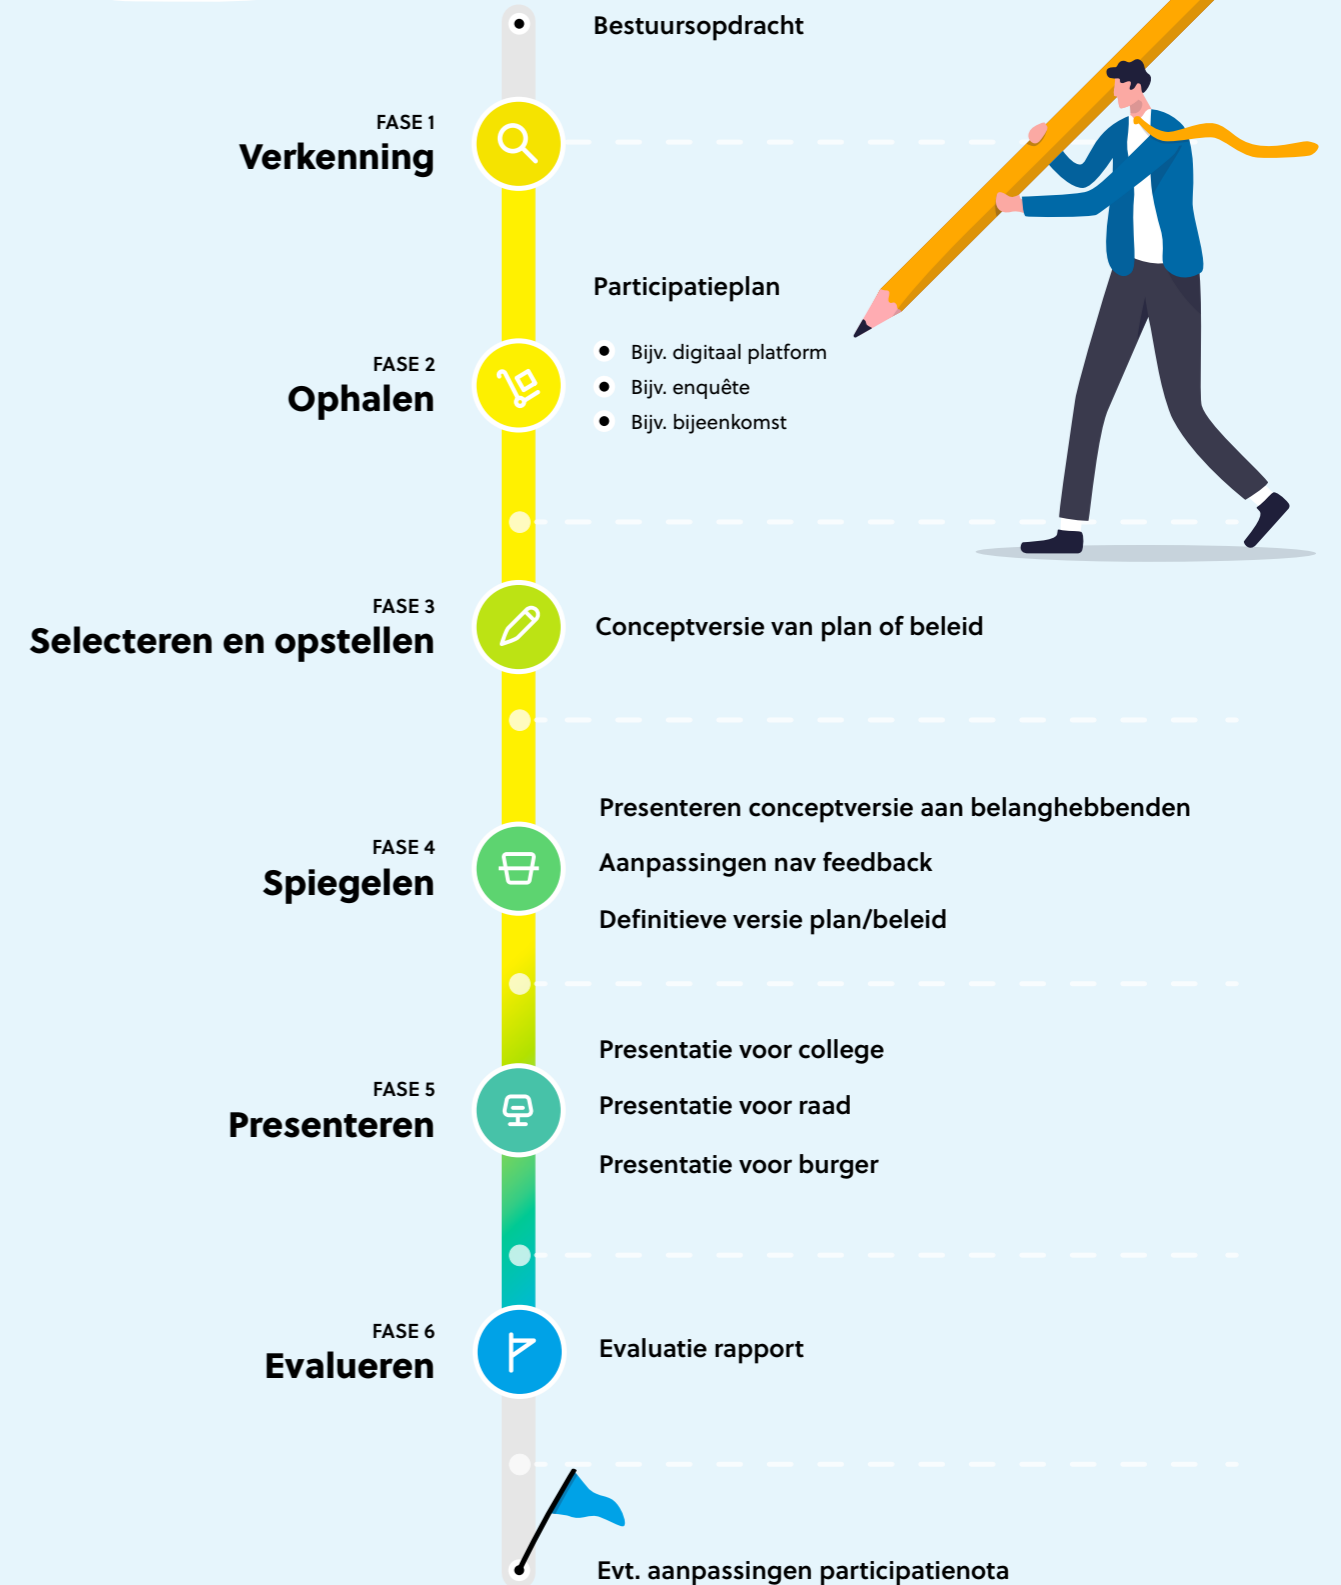 Bestuursopdracht
FASE 1
Verkenning
Participatieplan
FASE 2
Ophalen
Bijv. digitaal platform
Bijv. enquête
Bijv. bijeenkomst
FASE 3
Selecteren en opstellen
Conceptversie van plan of beleid
FASE 4
Spiegelen
Presenteren conceptversie aan belanghebbenden
Aanpassingen nav feedback
Definitieve versie plan/beleid
FASE 5
Presenteren
Presentatie voor college
Presentatie voor raad
Presentatie voor burger
FASE 6
Evalueren
Evaluatie rapport
Evt. aanpassingen participatienota